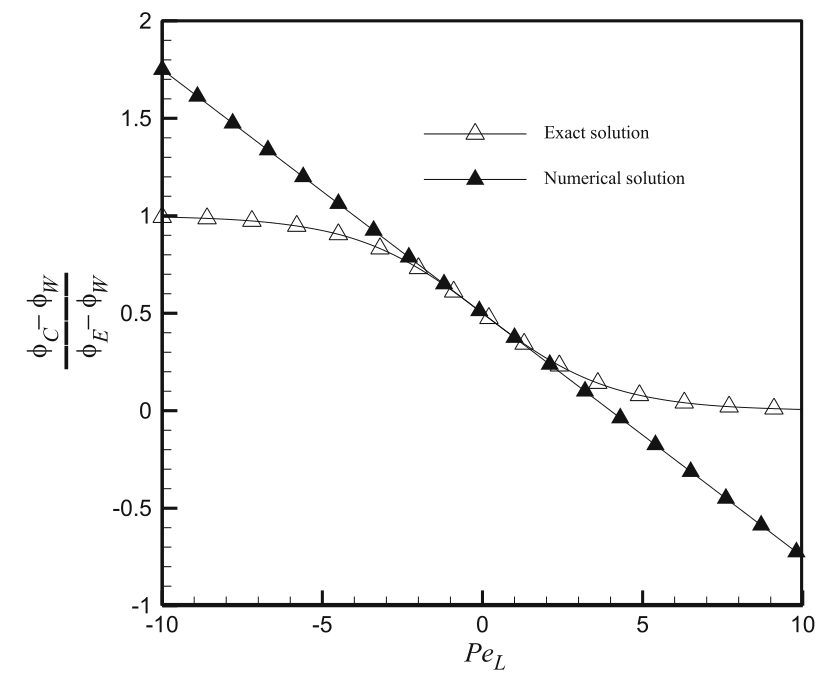 2
1.5
1
0.5
0
-0.5
-1
-10
-5
0
5
10
Exact solution
Numerical solution
ϕC − ϕW
ϕE − ϕW
PeL